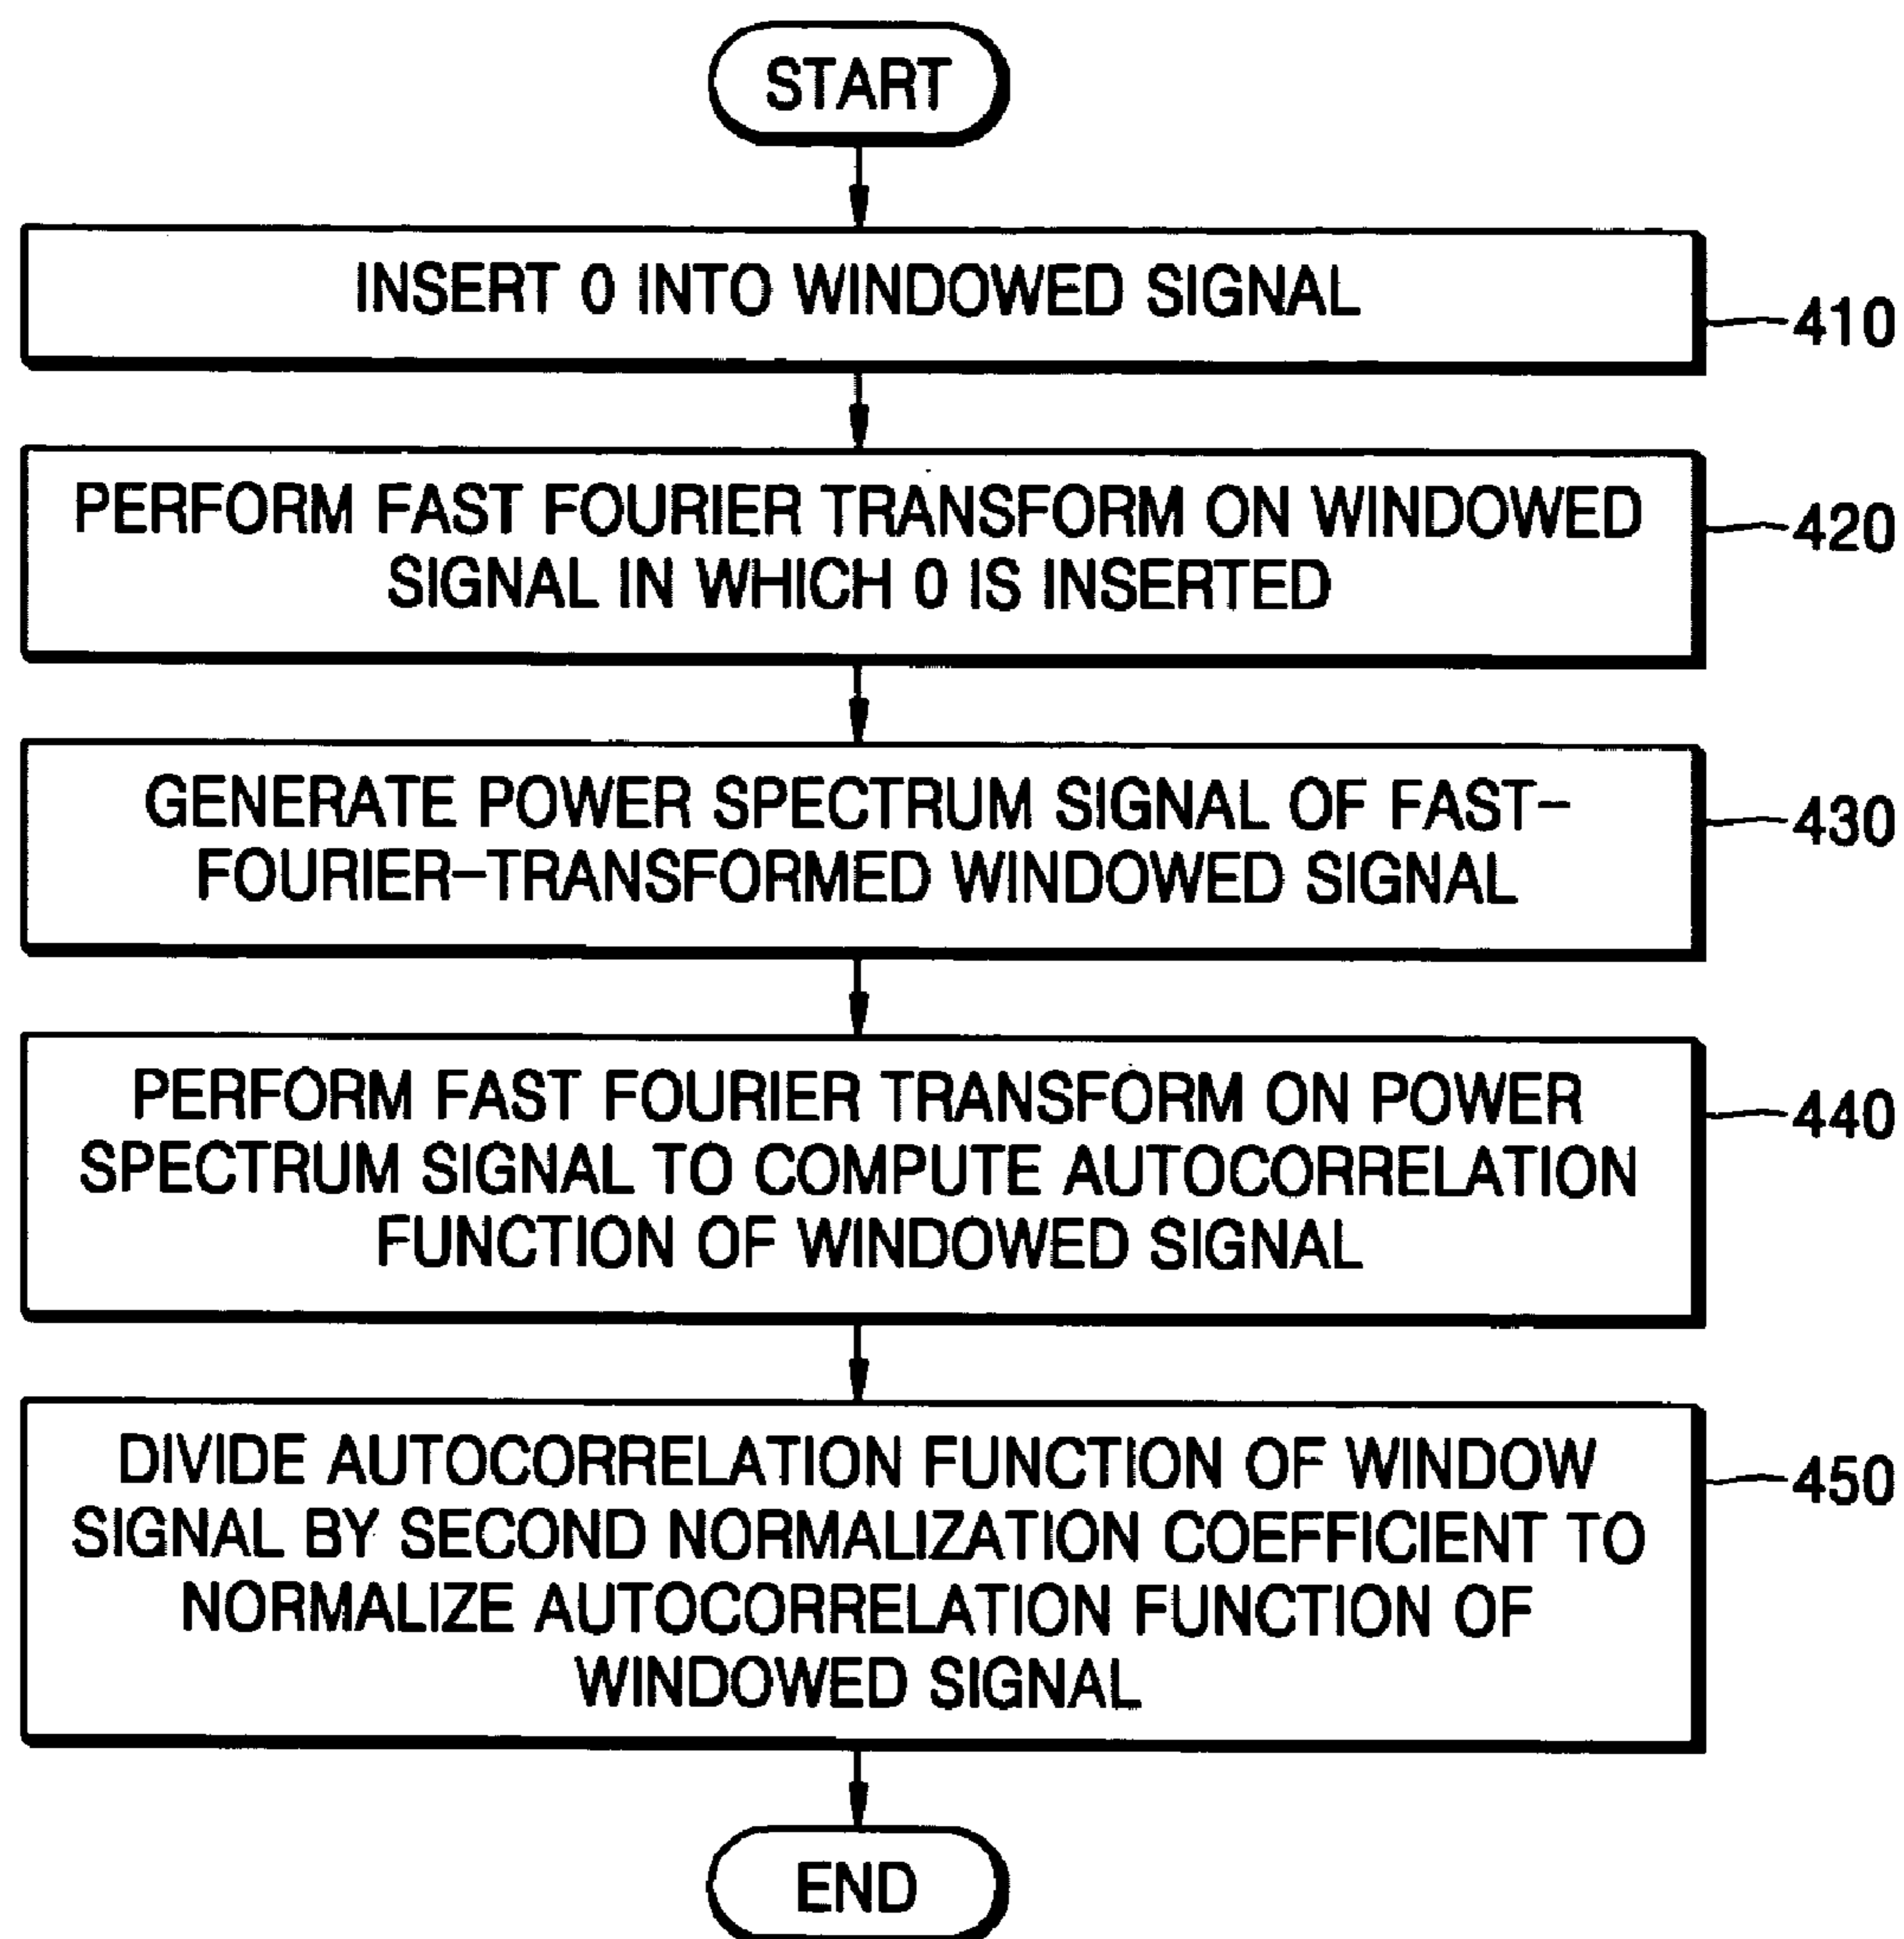 START
INSERT 0 INTO WINDOWED SIGNAL
410
PERFORM FAST FOURIER TRANSFORM ON WINDOWED
SIGNAL IN WHICH 0 IS INSERTED
420
GENERATE POWER SPECTRUM SIGNAL OF FAST-
FOURIER-TRANSFORMED WINDOWED SIGNAL
430
PERFORM FAST FOURIER TRANSFORM ON POWER
SPECTRUM SIGNAL TO COMPUTE AUTOCORRELATION
FUNCTION OF WINDOWED SIGNAL
440
DIVIDE AUTOCORRELATION FUNCTION OF WINDOW
SIGNAL BY SECOND NORMALIZATION COEFFICIENT TO
NORMALIZE AUTOCORRELATION FUNCTION OF
WINDOWED SIGNAL
450
END